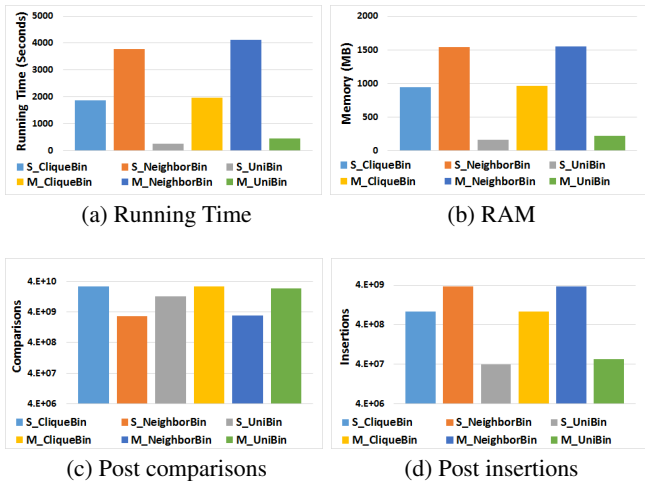 Running Time (Seconds)
5000
4000
3000
2000
1000
0
S_CliqueBin S_NeighborBin S_UniBin
M_CliqueBin M_NeighborBin M_UniBin
(a) Running Time
Memory (MB)
2000
1500
1000
500
0
S_CliqueBin S_NeighborBin S_UniBin
M_CliqueBin M_NeighborBin M_UniBin
(b) RAM
Comparisons
4.E+10
4.E+09
4.E+08
4.E+07
4.E+06
S_CliqueBin S_NeighborBin S_UniBin
M_CliqueBin M_NeighborBin M_UniBin
(c) Post comparisons
Insertions
4.E+09
4.E+08
4.E+07
4.E+06
S_CliqueBin S_NeighborBin S_UniBin
M_CliqueBin M_NeighborBin M_UniBin
(d) Post insertions